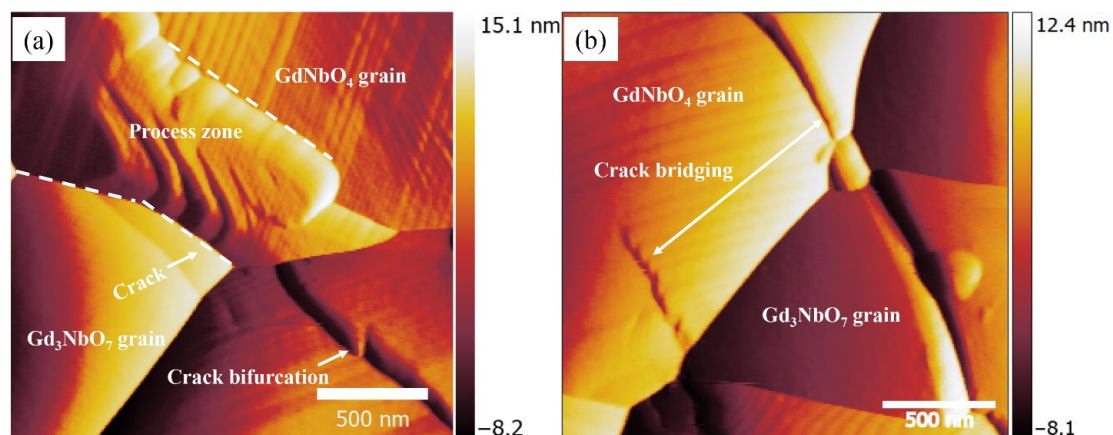 (a)
15.1 nm
GdNbO₄ grain
Process zone
Crack
Gd₃NbO₇ grain
Crack bifurcation
500 nm
−8.2
(b)
12.4 nm
GdNbO₄ grain
Crack bridging
Gd₃NbO₇ grain
500 nm
−8.1